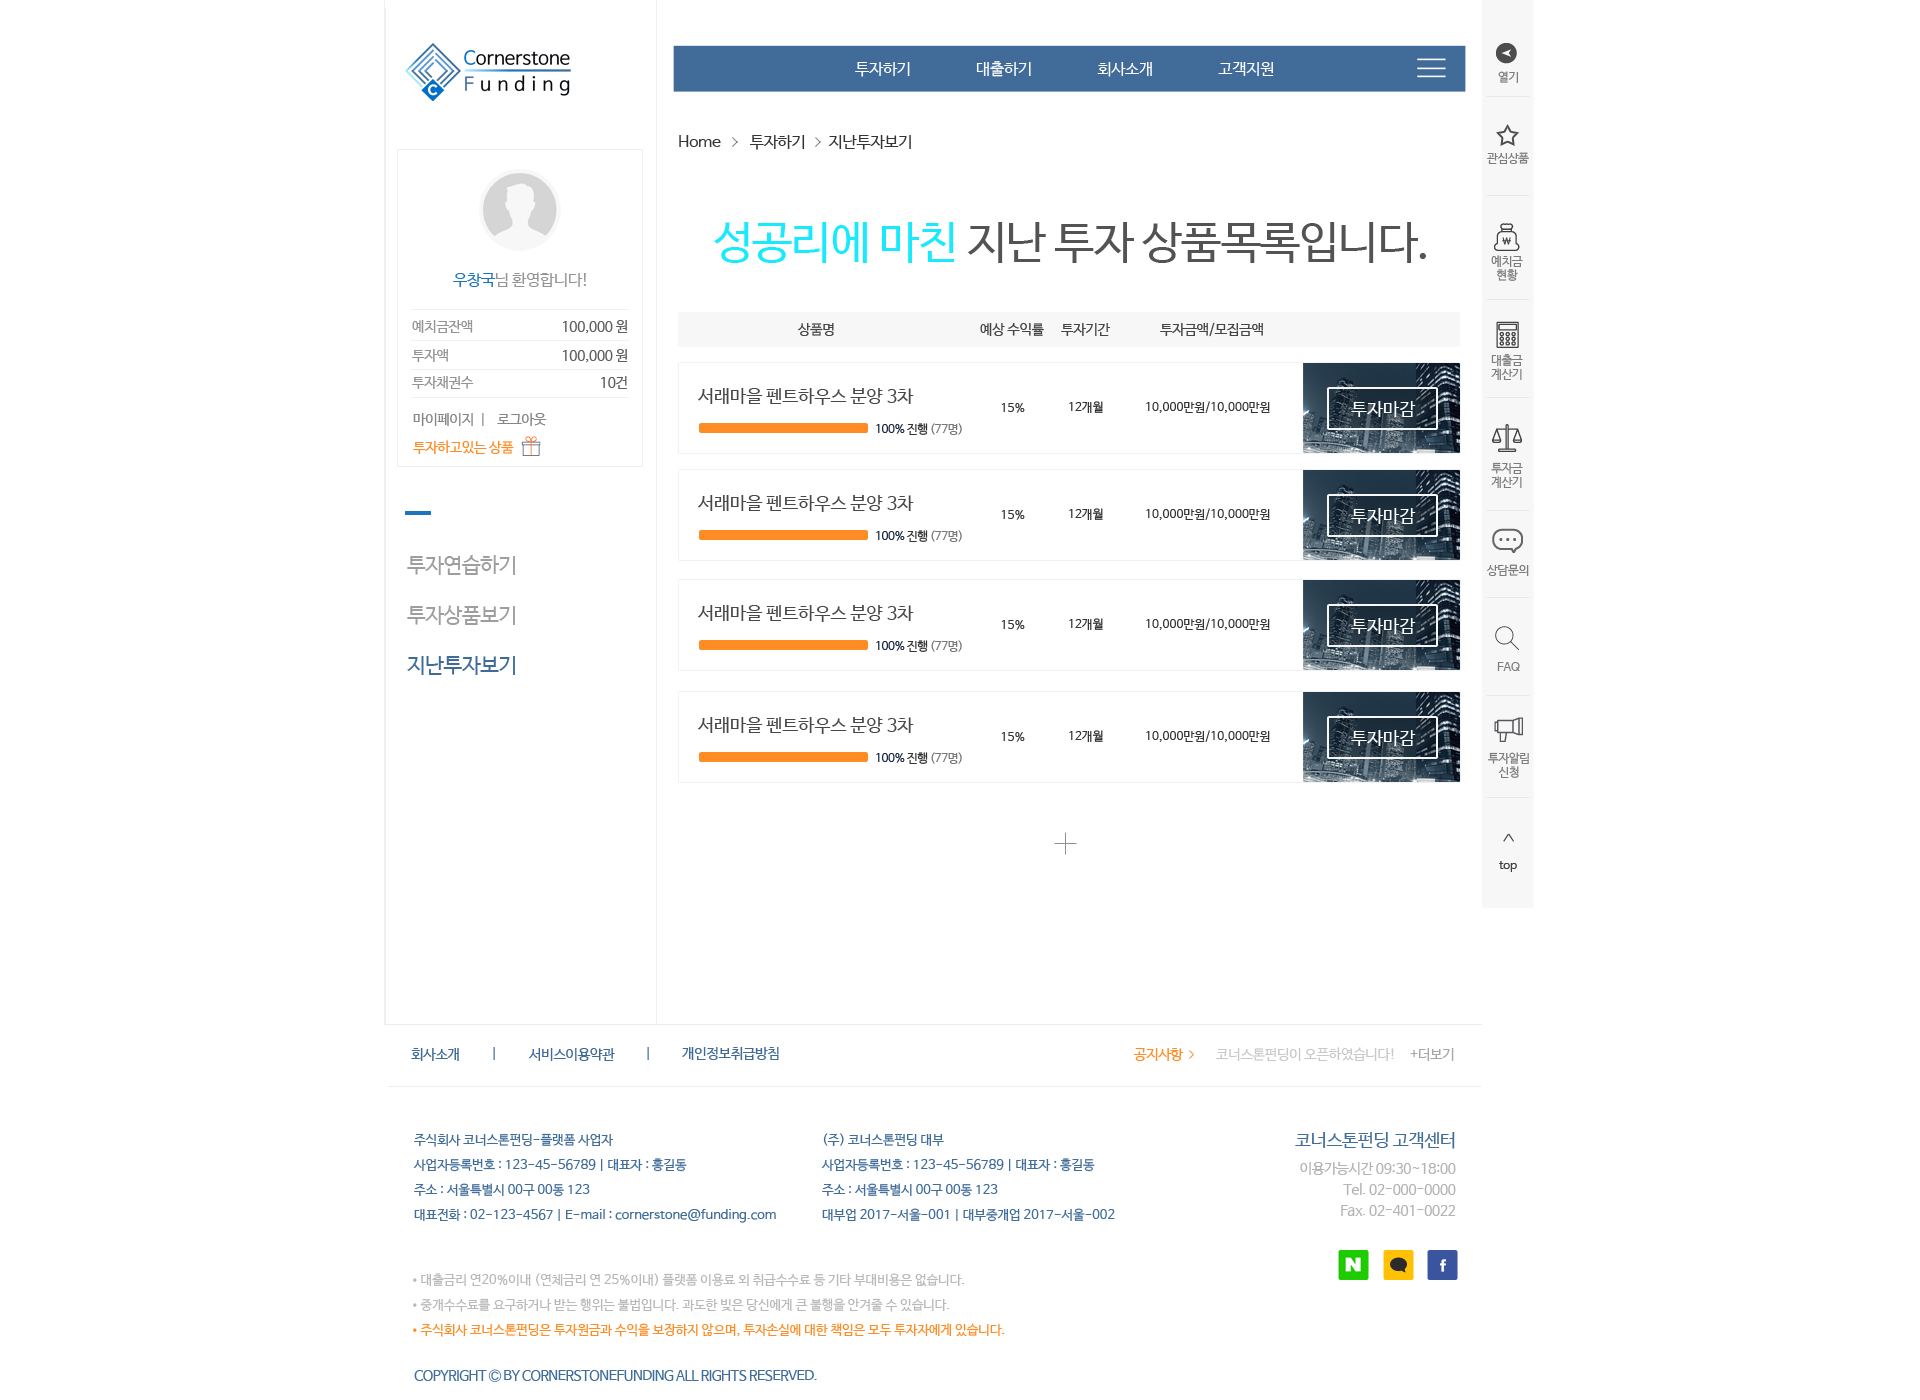 Cornerstone
Funding
투자하기 대출하기 회사소개 고객지원
Home > 투자하기 > 지난투자보기
우창국님 환영합니다!
예치금잔액 100,000 원
투자액 100,000 원
투자채권수 10건
마이페이지 | 로그아웃
투자하고있는 상품
투자연습하기
투자상품보기
지난투자보기
성공리에 마친 지난 투자 상품목록입니다.
상품명 예상 수익률 투자기간 투자금액/모집금액
서래마을 펜트하우스 분양 3차
100% 진행 (77명)
15% 12개월 10,000만원/10,000만원
투자마감
서래마을 펜트하우스 분양 3차
100% 진행 (77명)
15% 12개월 10,000만원/10,000만원
투자마감
서래마을 펜트하우스 분양 3차
100% 진행 (77명)
15% 12개월 10,000만원/10,000만원
투자마감
서래마을 펜트하우스 분양 3차
100% 진행 (77명)
15% 12개월 10,000만원/10,000만원
투자마감
열기
관심상품
예치금
현황
대출금
계산기
투자금
계산기
상담문의
FAQ
투자알림
신청
top
회사소개 | 서비스이용약관 | 개인정보취급방침
공지사항 > 코너스톤펀딩이 오픈하였습니다! +더보기
주식회사 코너스톤펀딩-플랫폼 사업자
사업자등록번호 : 123-45-56789 | 대표자 : 홍길동
주소 : 서울특별시 00구 00동 123
대표전화 : 02-123-4567 | E-mail : cornerstone@funding.com
(주) 코너스톤펀딩 대부
사업자등록번호 : 123-45-56789 | 대표자 : 홍길동
주소 : 서울특별시 00구 00동 123
대부업 2017-서울-001 | 대부중개업 2017-서울-002
코너스톤펀딩 고객센터
이용가능시간 09:30~18:00
Tel. 02-000-0000
Fax. 02-401-0022
• 대출금리 연20%이내 (연체금리 연 25%이내) 플랫폼 이용료 외 취급수수료 등 기타 부대비용은 없습니다.
• 중개수수료를 요구하거나 받는 행위는 불법입니다. 과도한 빚은 당신에게 큰 불행을 안겨줄 수 있습니다.
• 주식회사 코너스톤펀딩은 투자원금과 수익을 보장하지 않으며, 투자손실에 대한 책임은 모두 투자자에게 있습니다.
COPYRIGHT © BY CORNERSTONEFUNDING ALL RIGHTS RESERVED.